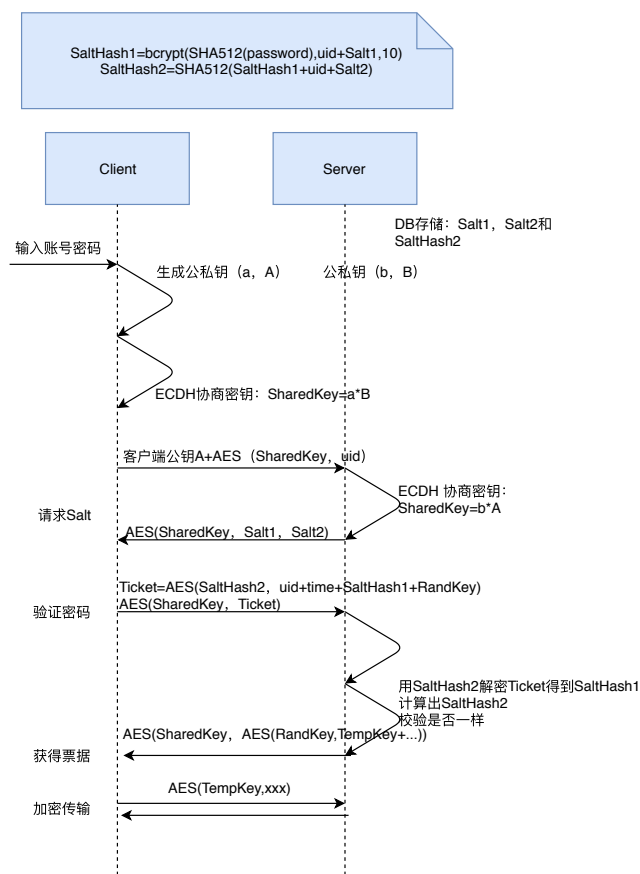 SaltHash1=bcrypt(SHA512(password),uid+Salt1,10)
SaltHash2=SHA512(SaltHash1+uid+Salt2)
Client
Server
DB存储：Salt1，Salt2和
SaltHash2
输入账号密码
生成公私钥（a，A）
公私钥（b，B）
ECDH协商密钥：SharedKey=a*B
客户端公钥A+AES（SharedKey，uid）
ECDH 协商密钥：
SharedKey=b*A
请求Salt
AES(SharedKey，Salt1，Salt2)
Ticket=AES(SaltHash2，uid+time+SaltHash1+RandKey)
验证密码
AES(SharedKey，Ticket)
用SaltHash2解密Ticket得到SaltHash1
计算出SaltHash2
校验是否一样
AES(SharedKey，AES(RandKey,TempKey+...))
获得票据
AES(TempKey,xxx)
加密传输